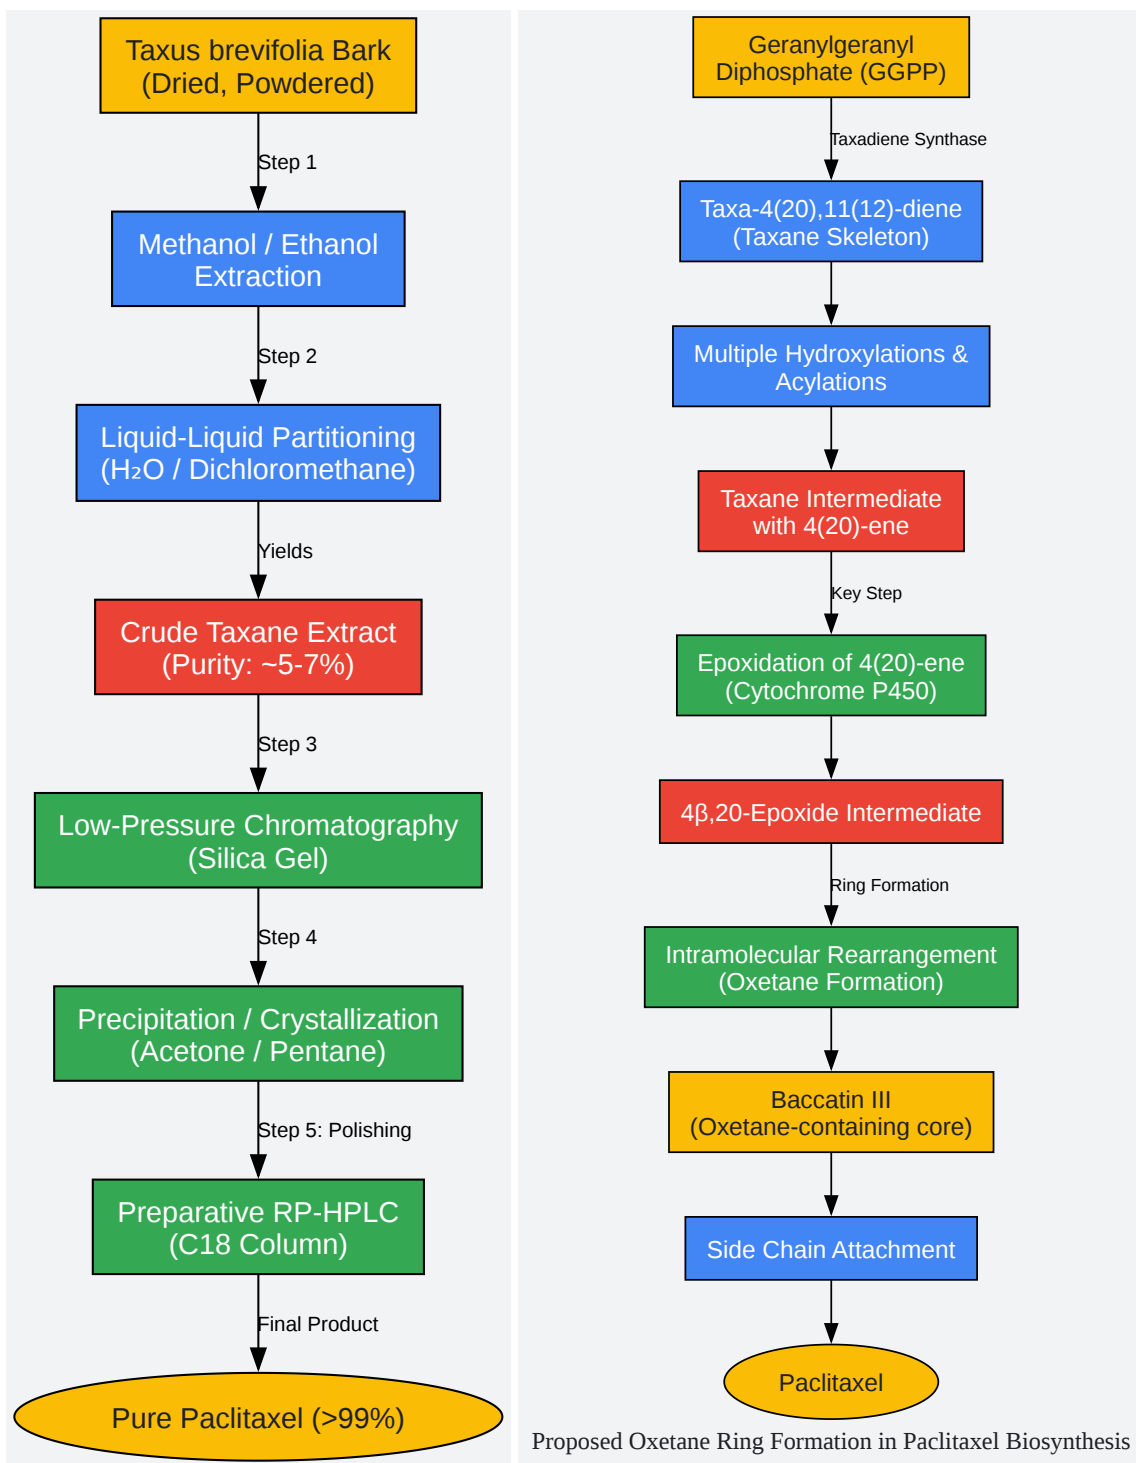 Taxus brevifolia Bark
(Dried, Powdered)
Step 1
Methanol / Ethanol
Extraction
Step 2
Liquid-Liquid Partitioning
(H₂O / Dichloromethane)
Yields
Crude Taxane Extract
(Purity: ~5-7%)
Step 3
Low-Pressure Chromatography
(Silica Gel)
Step 4
Precipitation / Crystallization
(Acetone / Pentane)
Step 5: Polishing
Preparative RP-HPLC
(C18 Column)
Final Product
Pure Paclitaxel (>99%)
Geranylgeranyl
Diphosphate (GGPP)
Taxadiene Synthase
Taxa-4(20),11(12)-diene
(Taxane Skeleton)
Multiple Hydroxylations &
Acylations
Taxane Intermediate
with 4(20)-ene
Key Step
Epoxidation of 4(20)-ene
(Cytochrome P450)
4β,20-Epoxide Intermediate
Ring Formation
Intramolecular Rearrangement
(Oxetane Formation)
Baccatin III
(Oxetane-containing core)
Side Chain Attachment
Paclitaxel
Proposed Oxetane Ring Formation in Paclitaxel Biosynthesis